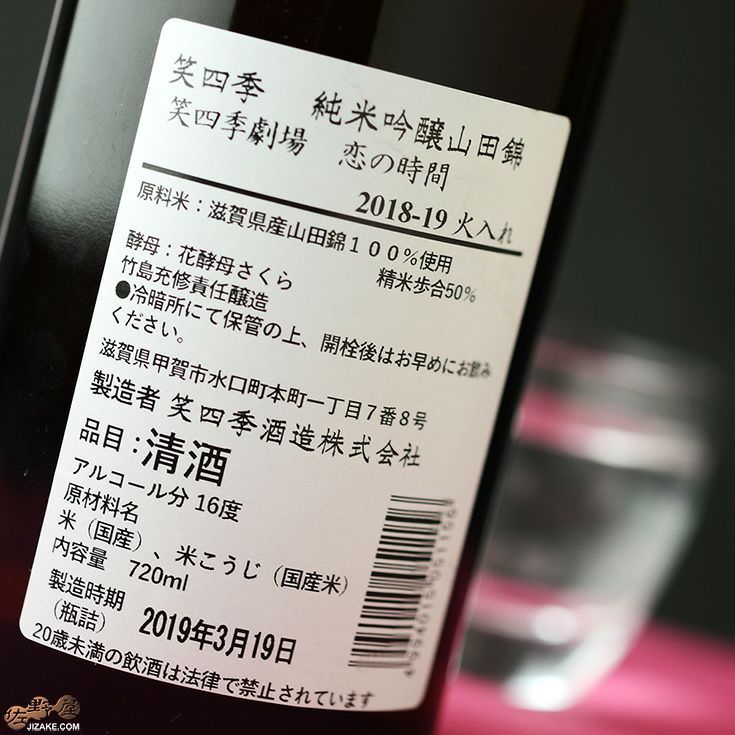 笑四季　純米吟醸山田錦
笑四季劇場　恋の時間
2018-19 火入れ
原料米：滋賀県産山田錦１００％使用
精米歩合50％
酵母：花酵母さくら
竹島充修責任醸造
●冷暗所にて保管の上、開栓後はお早めにお飲み
ください。
滋賀県甲賀市水口町本町一丁目７番８号
製造者 笑四季酒造株式会社
品目：清酒
アルコール分 16度
原材料名
米（国産）、米こうじ（国産米）
内容量　720ml
製造時期
（瓶詰）　2019年3月19日
20歳未満の飲酒は法律で禁止されています
佐野屋
JIZAKE.COM